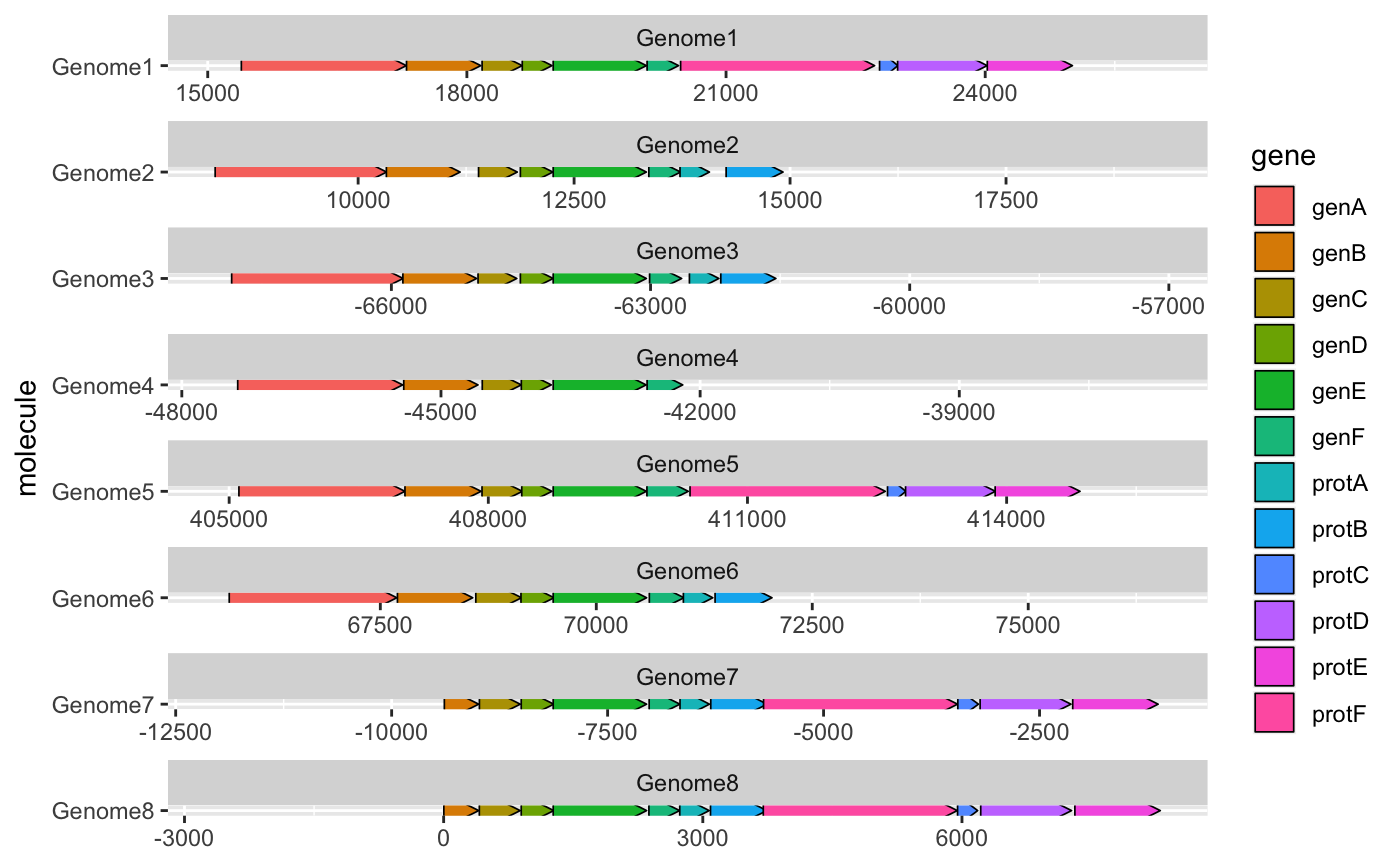 Genome1
Genome1
15000 18000 21000 24000
Genome2
Genome2
10000 12500 15000 17500
Genome3
Genome3
-66000 -63000 -60000 -57000
Genome4
Genome4
-48000 -45000 -42000 -39000
Genome5
Genome5
405000 408000 411000 414000
Genome6
Genome6
67500 70000 72500 75000
Genome7
Genome7
-12500 -10000 -7500 -5000 -2500
Genome8
Genome8
-3000 0 3000 6000
molecule
gene
genA
genB
genC
genD
genE
genF
protA
protB
protC
protD
protE
protF